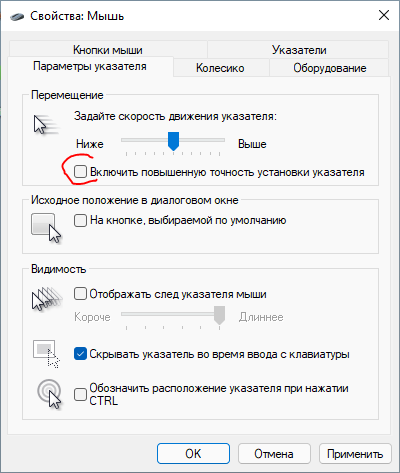 Свойства: Мышь
Кнопки мыши
Указатели
Параметры указателя
Колесико
Оборудование
Перемещение
Задайте скорость движения указателя:
Ниже
Выше
Включить повышенную точность установки указателя
Исходное положение в диалоговом окне
На кнопке, выбираемой по умолчанию
Видимость
Отображать след указателя мыши
Короче
Длиннее
Скрывать указатель во время ввода с клавиатуры
Обозначить расположение указателя при нажатии
CTRL
OK
Отмена
Применить